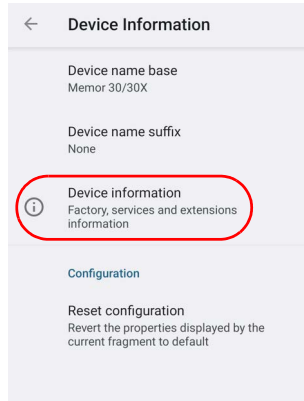 Device Information
Device name base
Memor 30/30X
Device name suffix
None
Device information
Factory, services and extensions
information
Configuration
Reset configuration
Revert the properties displayed by the
current fragment to default